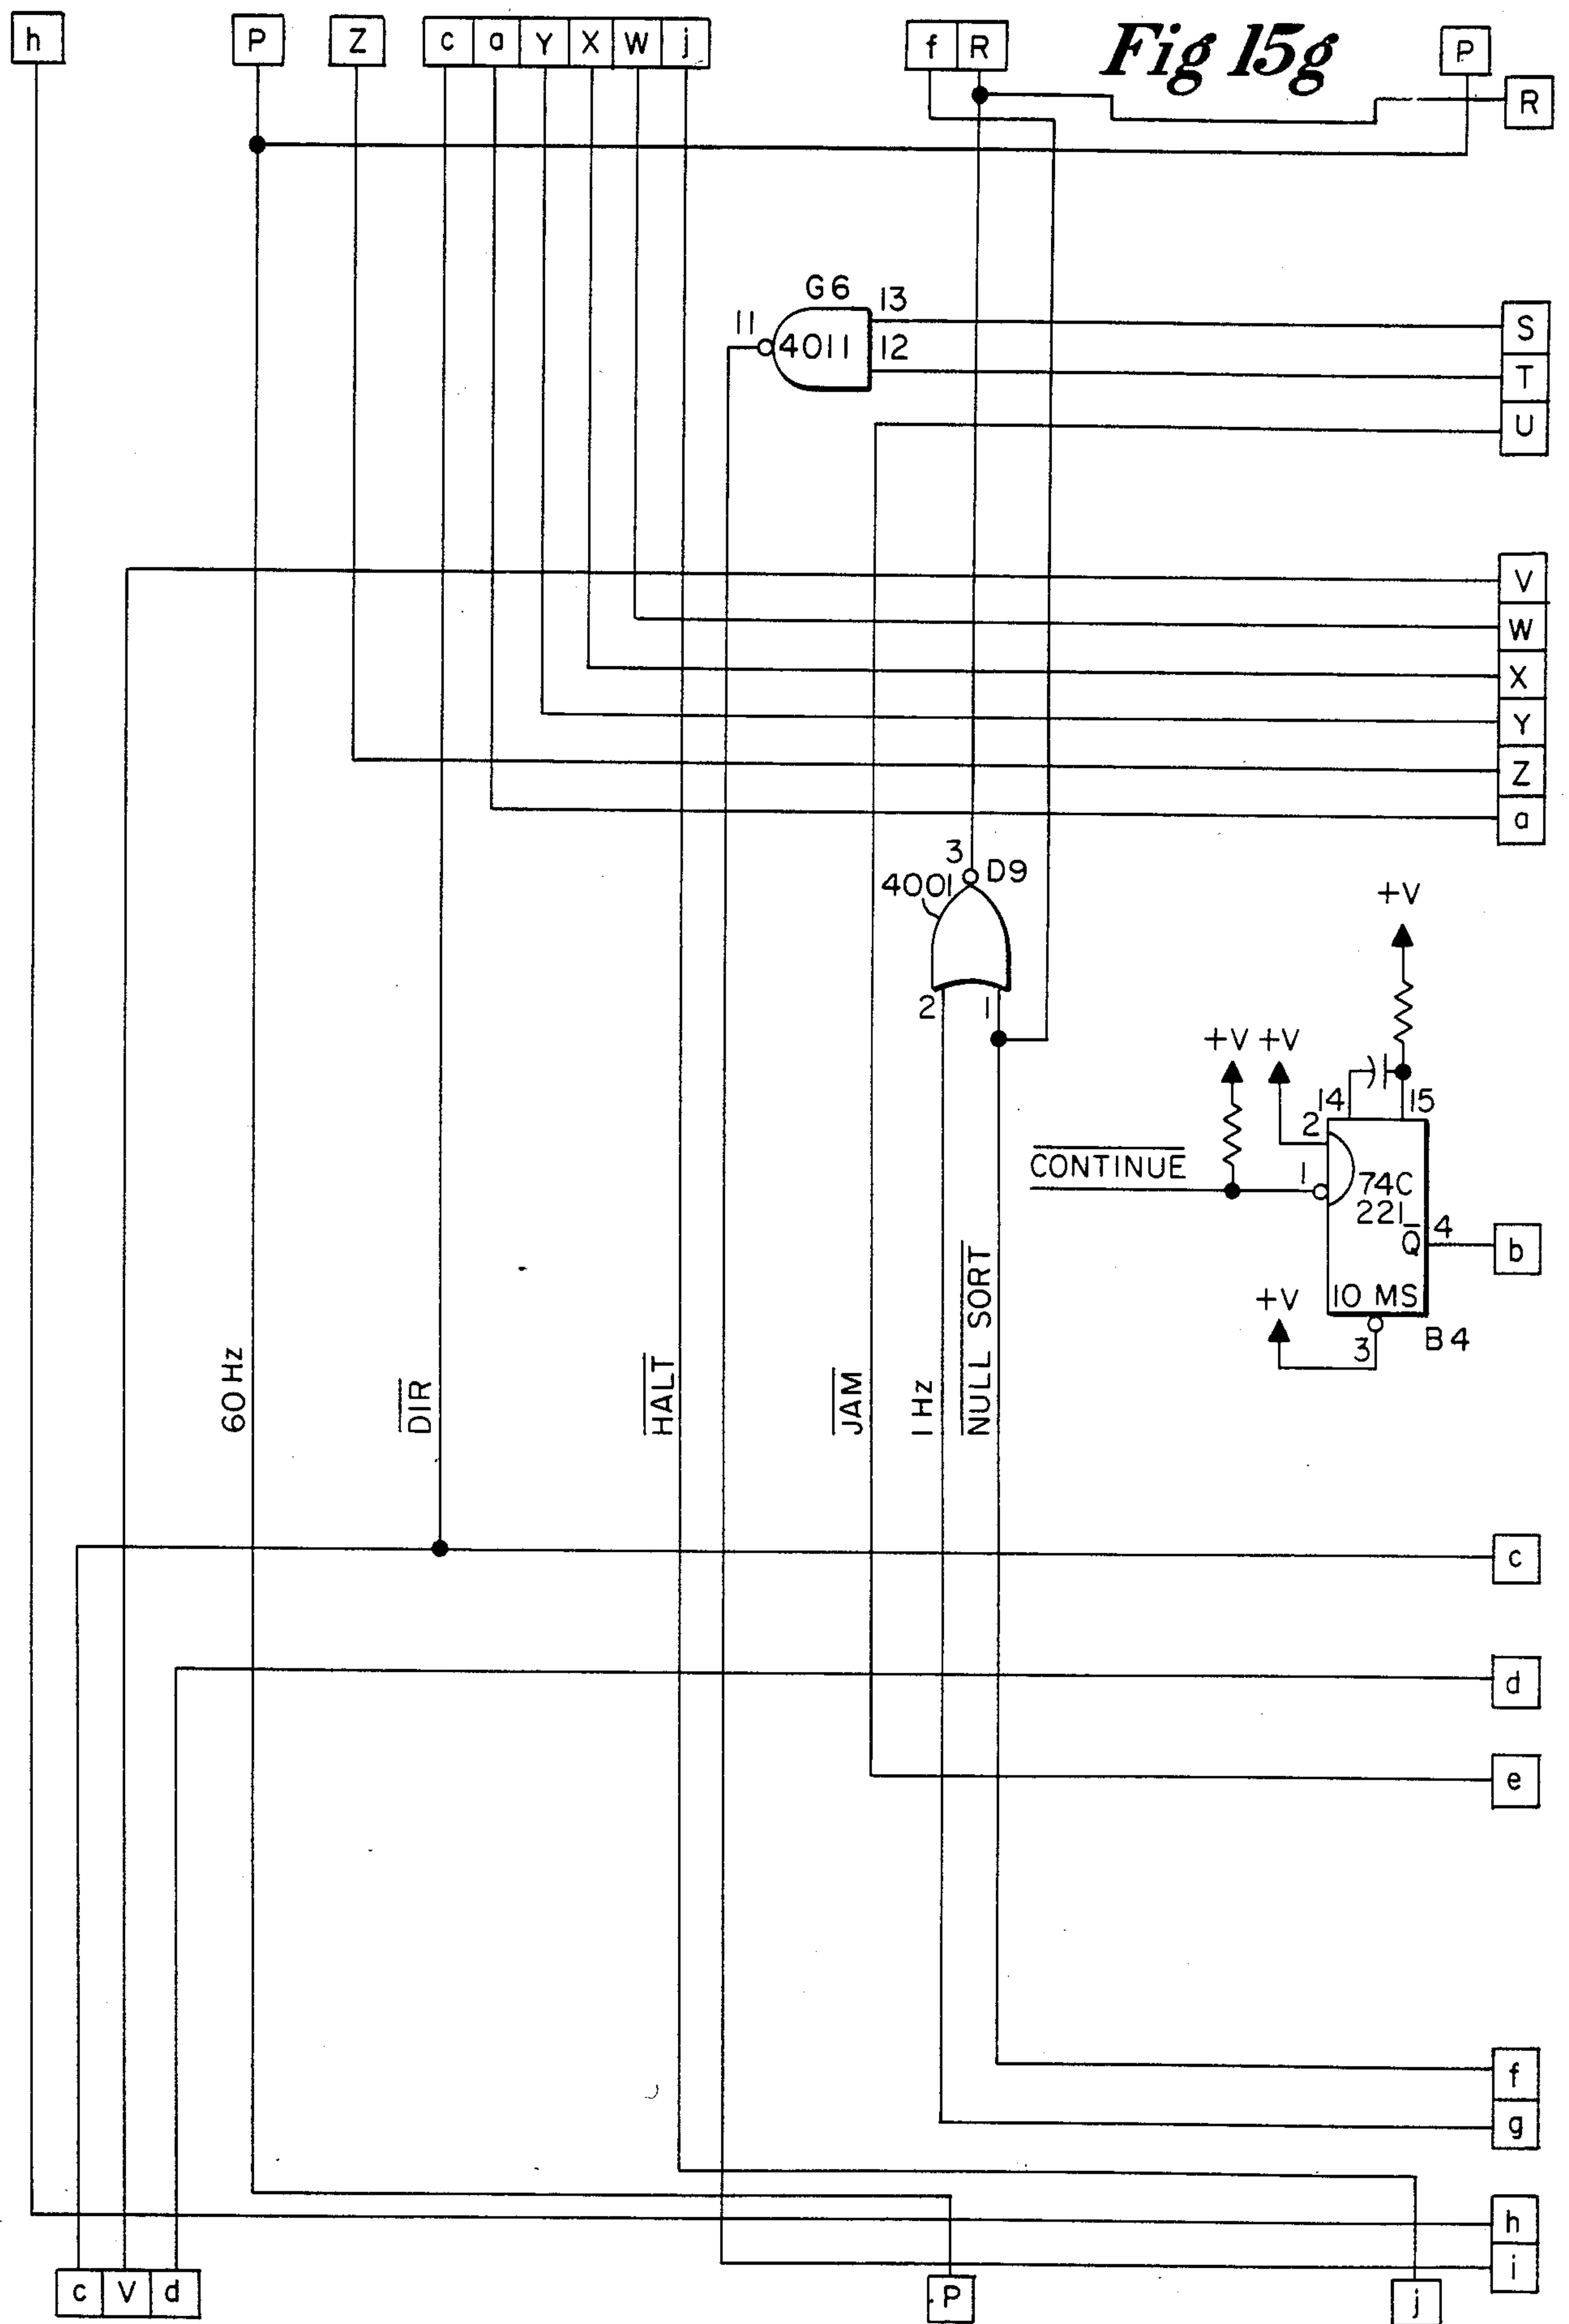 h P Z c a Y X W j f R Fig 15g P
R
G6
13
11
4011
12
S
T
U
V
W
X
Y
Z
a
3
D9
4001
+V
2
1
+V +V
14
15
2
CONTINUE
1
74C
221
Q
4
b
10 MS
+V
3
B4
60 Hz
DIR
HALT
JAM
1 Hz
NULL SORT
c
d
e
f
g
h
i
c V d
P
j